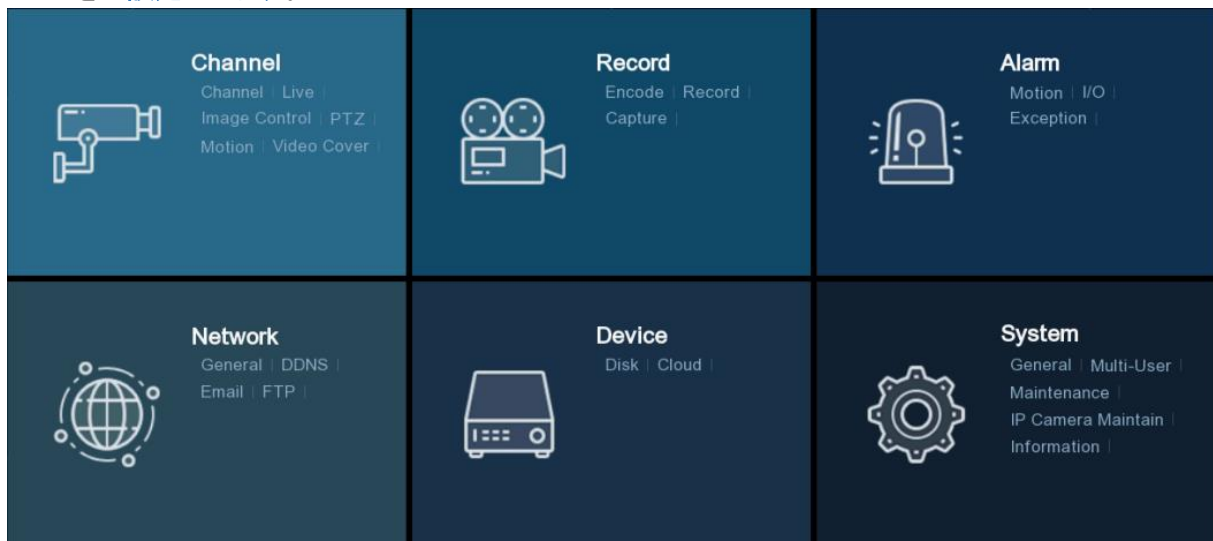 Channel
Channel | Live |
Image Control | PTZ |
Motion | Video Cover |
Record
Encode | Record |
Capture |
Alarm
Motion | I/O |
Exception |
Network
General | DDNS |
Email | FTP |
Device
Disk | Cloud |
System
General | Multi-User |
Maintenance |
IP Camera Maintain |
Information |